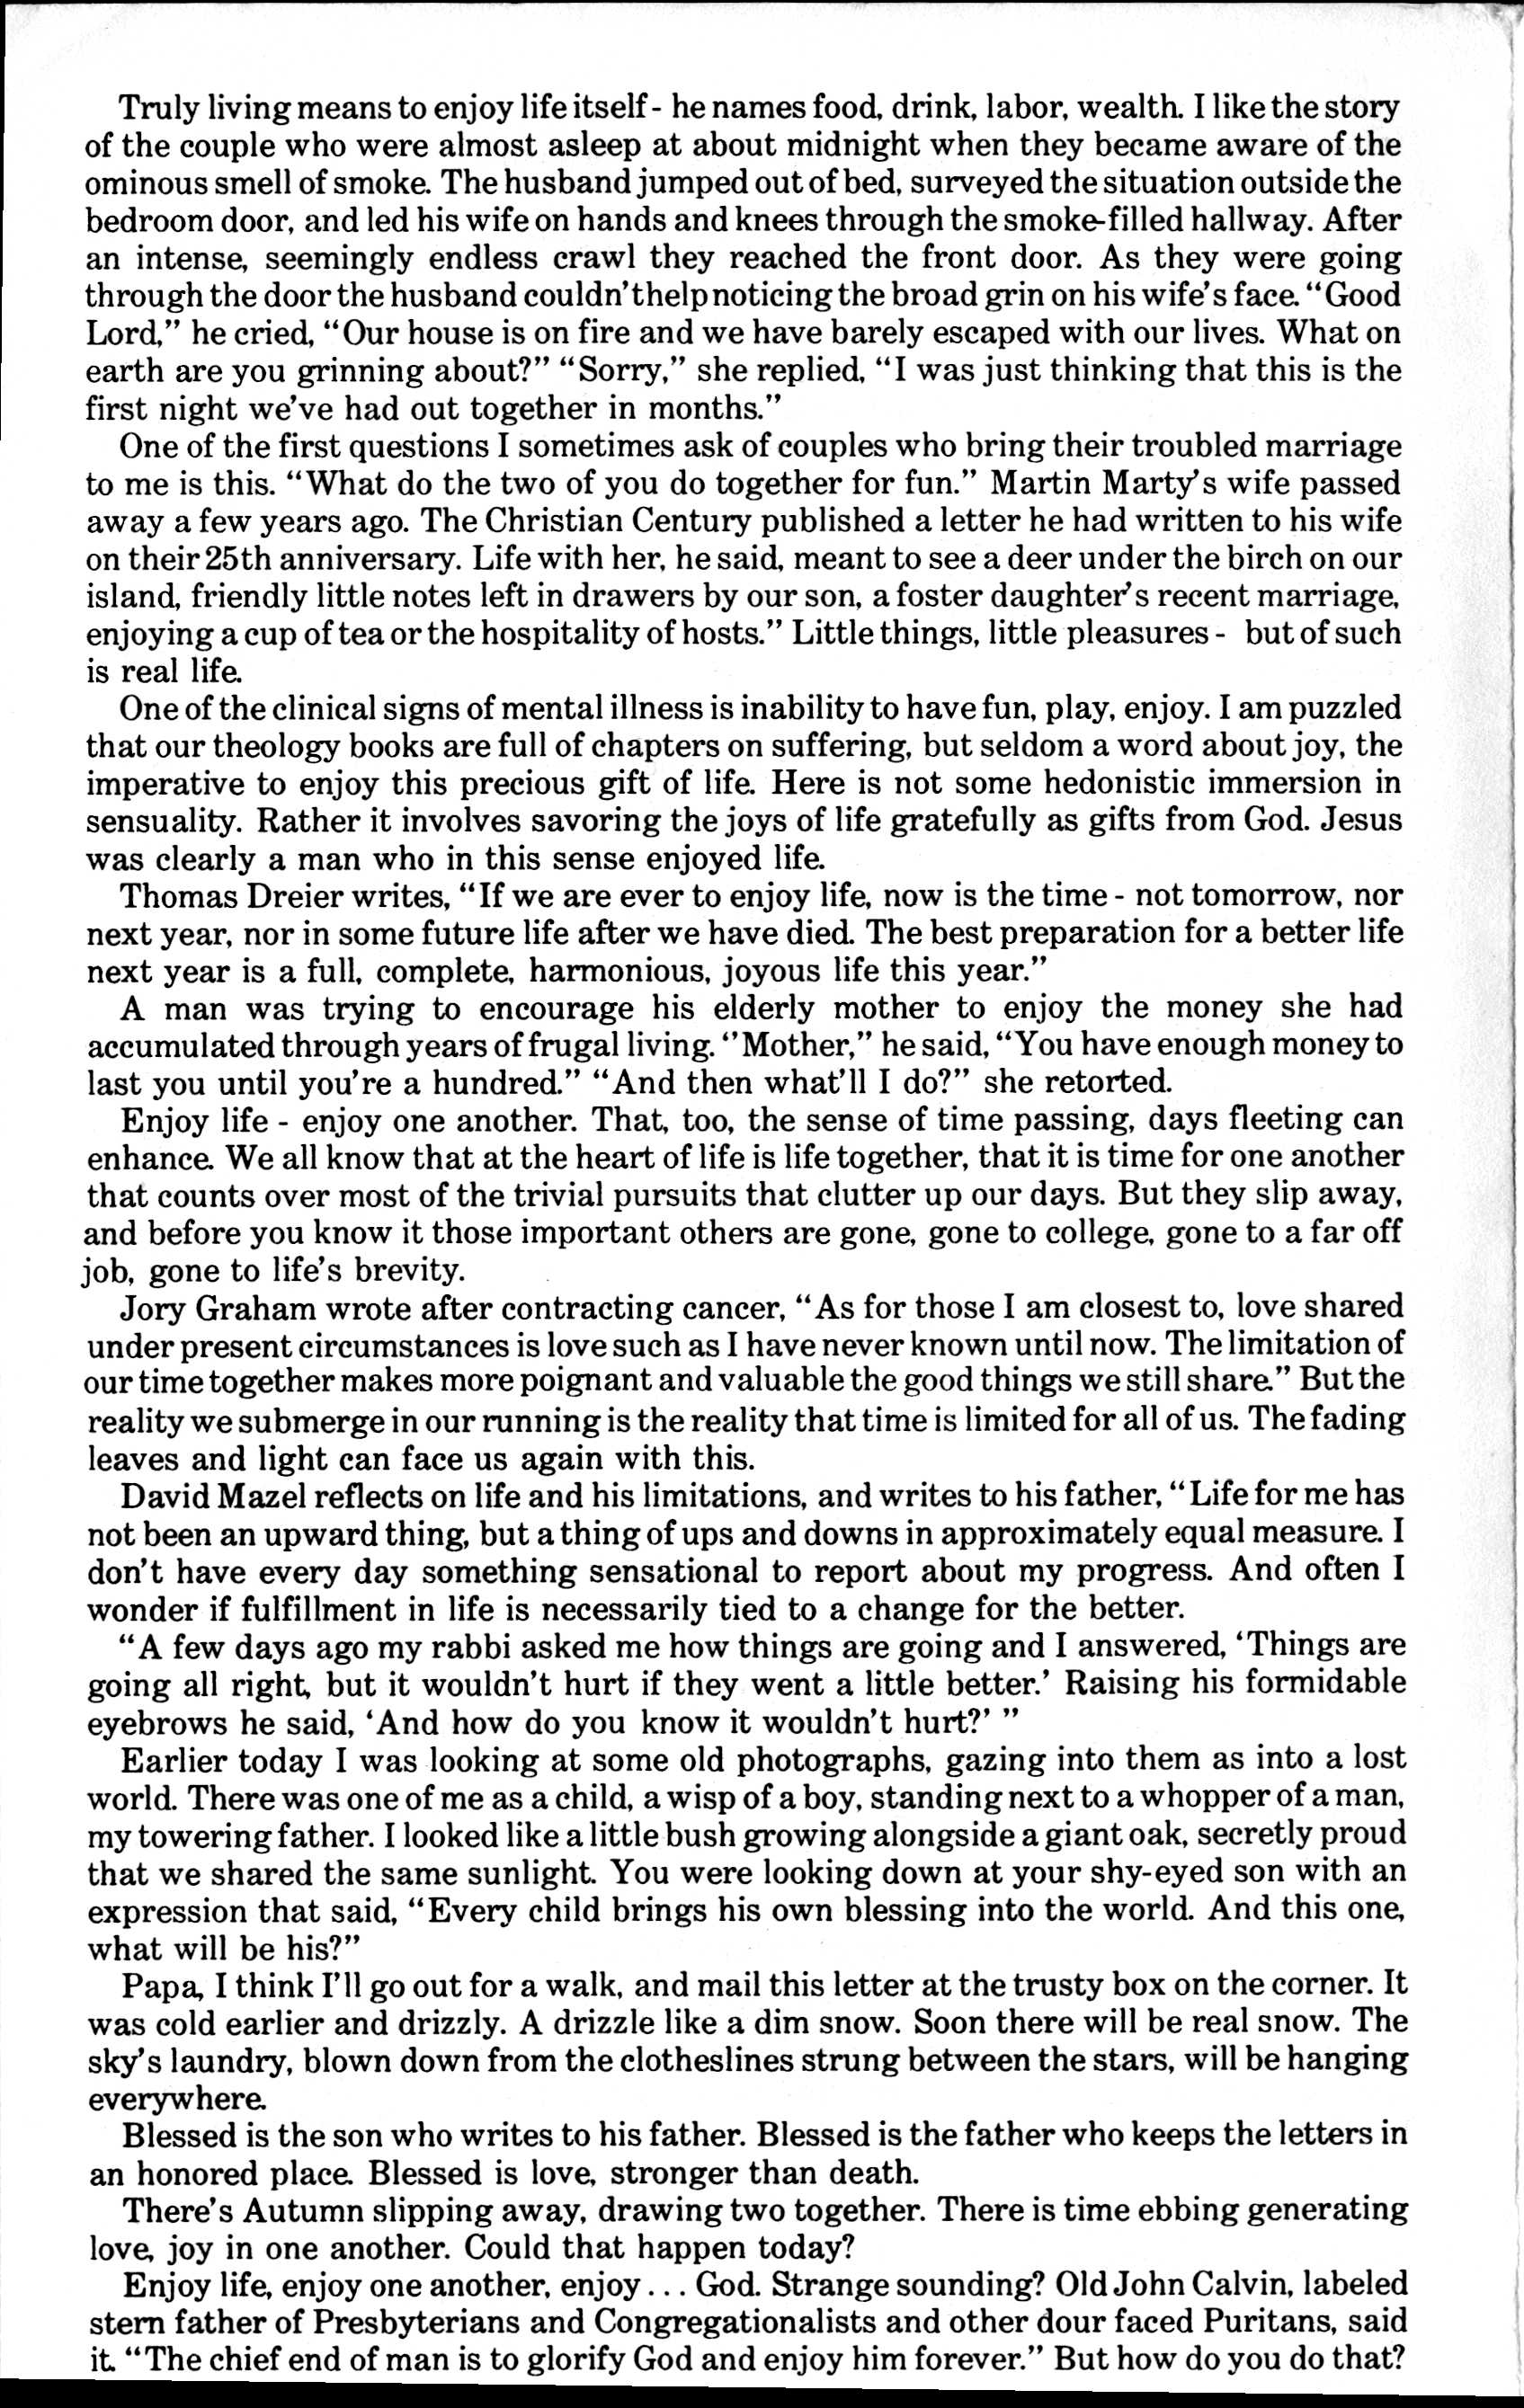 Truly living means to enjoy life itself - he names food, drink, labor, wealth. I like the story
of the couple who were almost asleep at about midnight when they became aware of the
ominous smell of smoke. The husband jumped out of bed, surveyed the situation outside the
bedroom door, and led his wife on hands and knees through the smoke-filled hallway. After
an intense, seemingly endless crawl they reached the front door. As they were going
through the door the husband couldn't help noticing the broad grin on his wife's face. “Good
Lord,” he cried, “Our house is on fire and we have barely escaped with our lives. What on
earth are you grinning about?” “Sorry,” she replied, “I was just thinking that this is the
first night we've had out together in months.”
One of the first questions I sometimes ask of couples who bring their troubled marriage
to me is this. “What do the two of you do together for fun.” Martin Marty's wife passed
away a few years ago. The Christian Century published a letter he had written to his wife
on their 25th anniversary. Life with her, he said, meant to see a deer under the birch on our
island, friendly little notes left in drawers by our son, a foster daughter's recent marriage,
enjoying a cup of tea or the hospitality of hosts.” Little things, little pleasures - but of such
is real life.
One of the clinical signs of mental illness is inability to have fun, play, enjoy. I am puzzled
that our theology books are full of chapters on suffering, but seldom a word about joy, the
imperative to enjoy this precious gift of life. Here is not some hedonistic immersion in
sensuality. Rather it involves savoring the joys of life gratefully as gifts from God. Jesus
was clearly a man who in this sense enjoyed life.
Thomas Dreier writes, “If we are ever to enjoy life, now is the time - not tomorrow, nor
next year, nor in some future life after we have died. The best preparation for a better life
next year is a full, complete, harmonious, joyous life this year.”
A man was trying to encourage his elderly mother to enjoy the money she had
accumulated through years of frugal living. “Mother,” he said, “You have enough money to
last you until you're a hundred.” “And then what'll I do?” she retorted.
Enjoy life - enjoy one another. That, too, the sense of time passing, days fleeting can
enhance. We all know that at the heart of life is life together, that it is time for one another
that counts over most of the trivial pursuits that clutter up our days. But they slip away,
and before you know it those important others are gone, gone to college, gone to a far off
job, gone to life's brevity.
Jory Graham wrote after contracting cancer, “As for those I am closest to, love shared
under present circumstances is love such as I have never known until now. The limitation of
our time together makes more poignant and valuable the good things we still share.” But the
reality we submerge in our running is the reality that time is limited for all of us. The fading
leaves and light can face us again with this.
David Mazel reflects on life and his limitations, and writes to his father, “Life for me has
not been an upward thing, but a thing of ups and downs in approximately equal measure. I
don't have every day something sensational to report about my progress. And often I
wonder if fulfillment in life is necessarily tied to a change for the better.
“A few days ago my rabbi asked me how things are going and I answered, ‘Things are
going all right, but it wouldn't hurt if they went a little better.’ Raising his formidable
eyebrows he said, ‘And how do you know it wouldn't hurt?’ ”
Earlier today I was looking at some old photographs, gazing into them as into a lost
world. There was one of me as a child, a wisp of a boy, standing next to a whopper of a man,
my towering father. I looked like a little bush growing alongside a giant oak, secretly proud
that we shared the same sunlight. You were looking down at your shy-eyed son with an
expression that said, “Every child brings his own blessing into the world. And this one,
what will be his?”
Papa, I think I'll go out for a walk, and mail this letter at the trusty box on the corner. It
was cold earlier and drizzly. A drizzle like a dim snow. Soon there will be real snow. The
sky's laundry, blown down from the clotheslines strung between the stars, will be hanging
everywhere.
Blessed is the son who writes to his father. Blessed is the father who keeps the letters in
an honored place. Blessed is love, stronger than death.
There's Autumn slipping away, drawing two together. There is time ebbing generating
love, joy in one another. Could that happen today?
Enjoy life, enjoy one another, enjoy . . . God. Strange sounding? Old John Calvin, labeled
stern father of Presbyterians and Congregationalists and other dour faced Puritans, said
it. “The chief end of man is to glorify God and enjoy him forever.” But how do you do that?